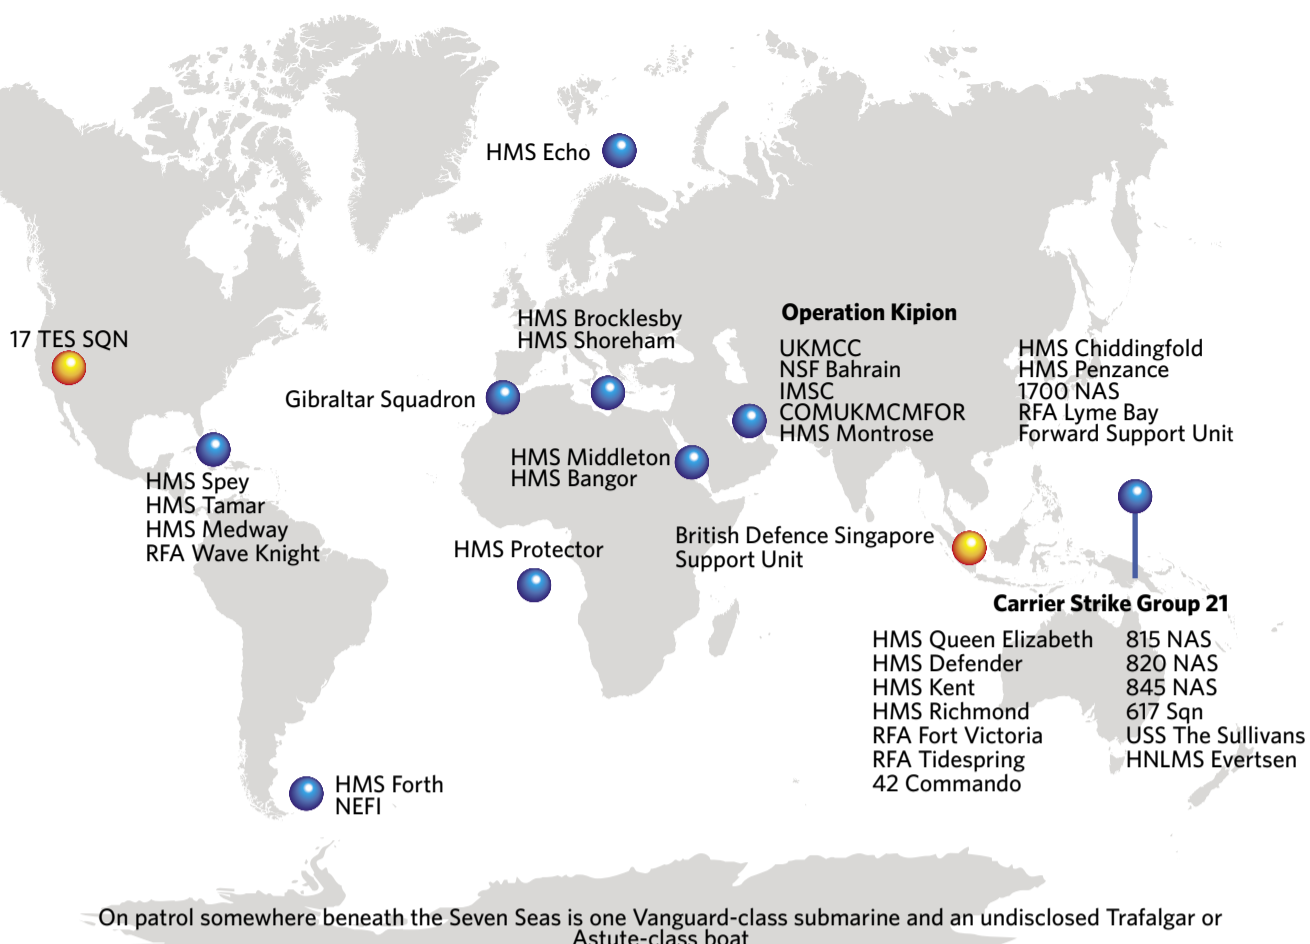 HMS Echo
17 TES SQN
HMS Brocklesby
HMS Shoreham
Gibraltar Squadron
Operation Kipion
UKMCC
NSF Bahrain
IMSC
COMUKMCMFOR
HMS Montrose
HMS Chiddingfold
HMS Penzance
1700 NAS
RFA Lyme Bay
Forward Support Unit
HMS Middleton
HMS Bangor
HMS Spey
HMS Tamar
HMS Medway
RFA Wave Knight
HMS Protector
British Defence Singapore
Support Unit
Carrier Strike Group 21
HMS Queen Elizabeth
HMS Defender
HMS Kent
HMS Richmond
RFA Fort Victoria
RFA Tidespring
42 Commando
815 NAS
820 NAS
845 NAS
617 Sqn
USS The Sullivans
HNLMS Evertsen
HMS Forth
NEFI
On patrol somewhere beneath the Seven Seas is one Vanguard-class submarine and an undisclosed Trafalgar or
Astute-class boat